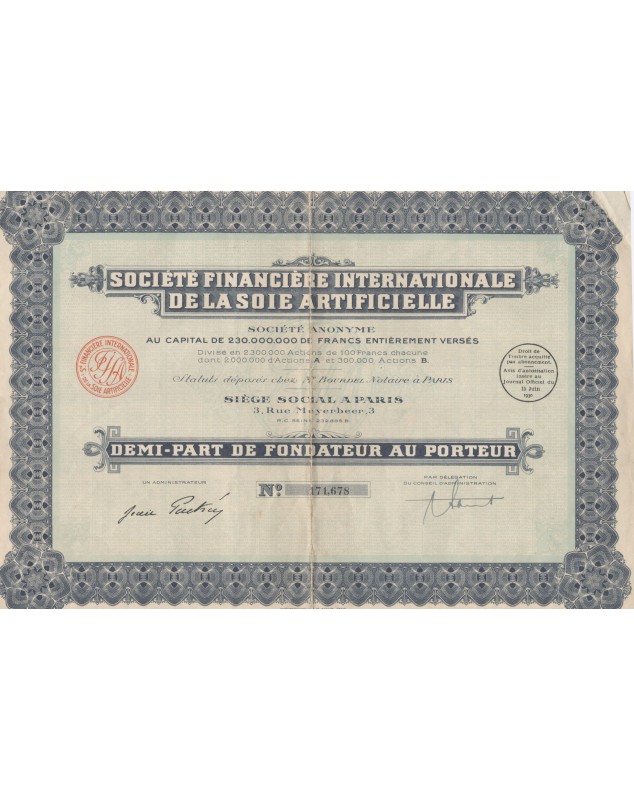 SOCIÉTÉ FINANCIÈRE INTERNATIONALE
DE LA SOIE ARTIFICIELLE
SOCIÉTÉ ANONYME
AU CAPITAL DE 230.000.000 DE FRANCS ENTIÈREMENT VERSÉS
Divisé en 2.300.000 Actions de 100 Francs chacune
dont 2.000.000 d'Actions A et 300.000 Actions B.
Statuts déposés chez Me BOURDEL Notaire à PARIS
SIÈGE SOCIAL A PARIS
3, Rue Meyerbeer, 3
R.C. SEINE
Sté FINANCIÈRE INTERNATIONALE
DE LA SOIE ARTIFICIELLE
Droit de
Timbre acquitté
par abonnement.
Avis d'autorisation
inséré au
Journal Officiel du
15 Juin
DEMI-PART DE FONDATEUR AU PORTEUR
UN ADMINISTRATEUR
No 174,678
PAR DÉLÉGATION
DU CONSEIL D'ADMINISTRATION